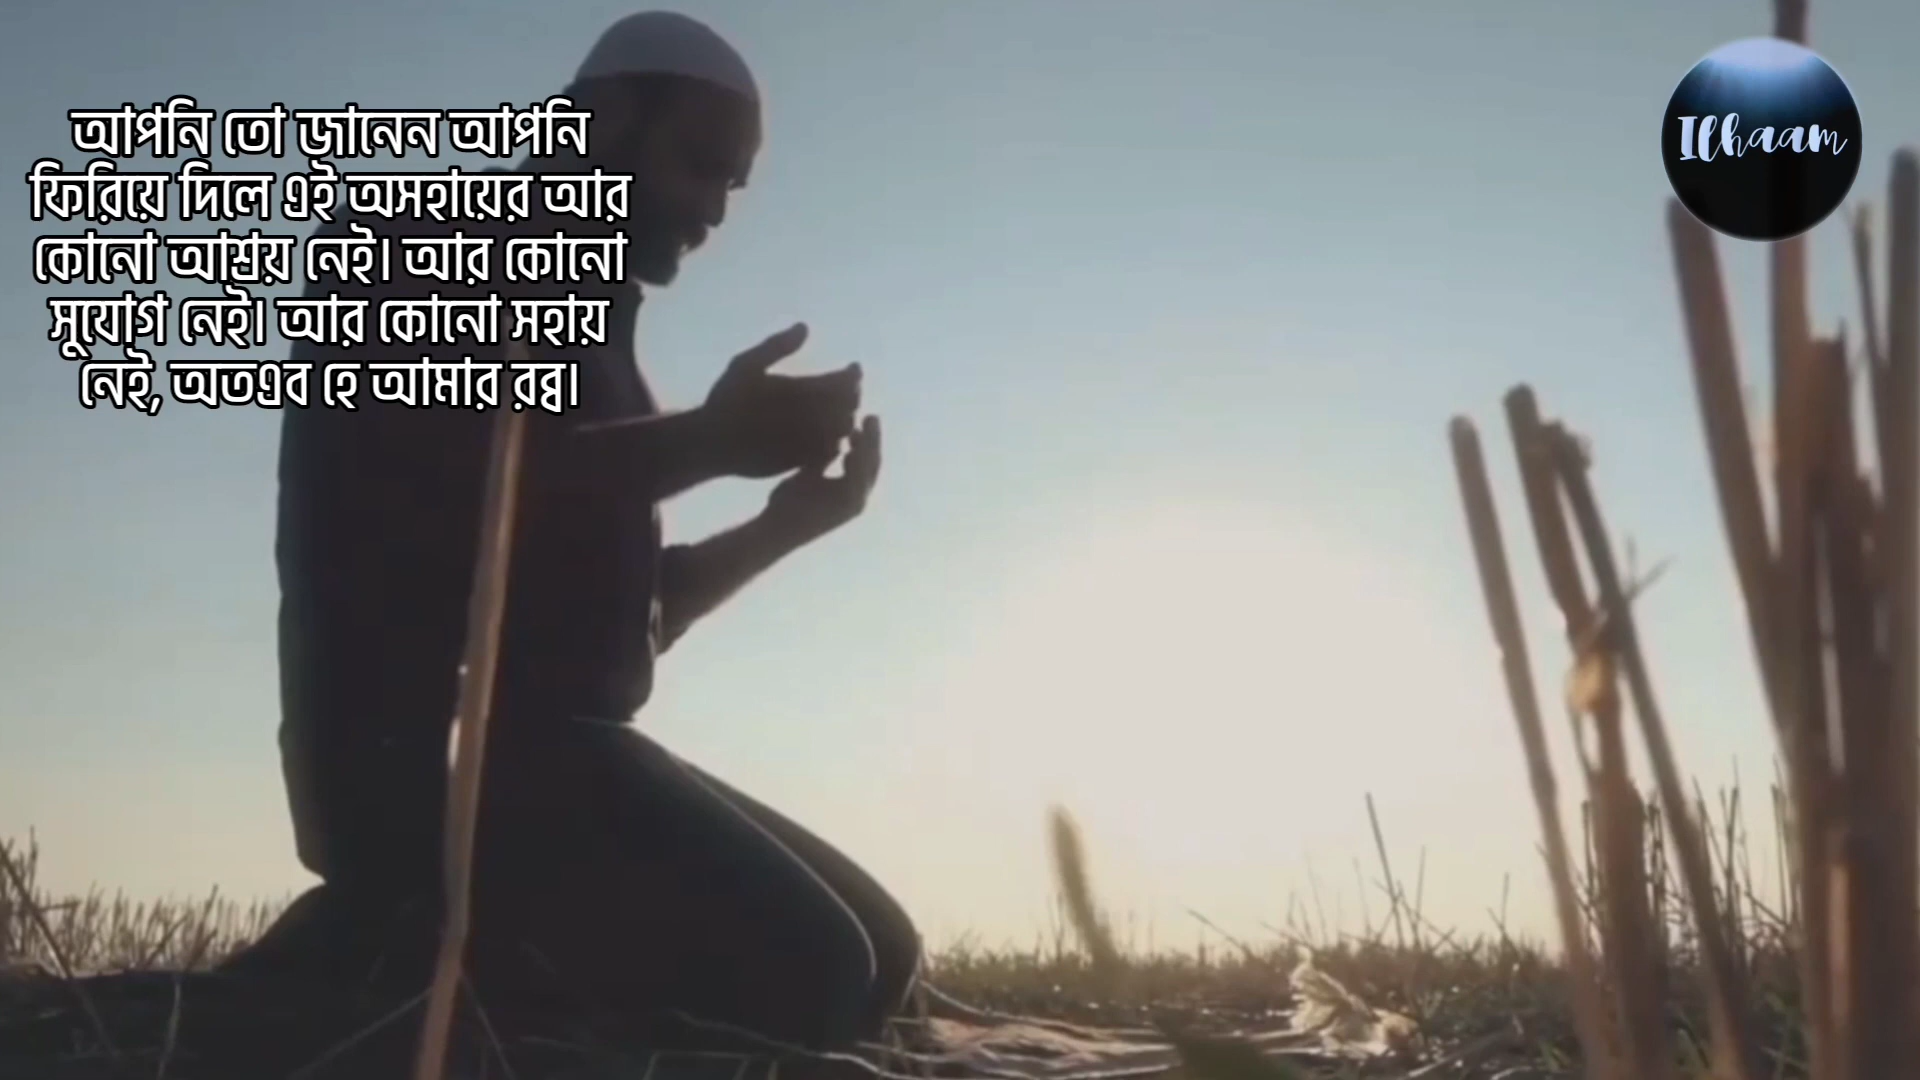 আপনি তো জানেন আপনি
ফিরিয়ে দিলে এই অসহায়ের আর
কোনো আশ্রয় নেই। আর কোনো
সুযোগ নেই। আর কোনো সহায়
নেই, অতএব হে আমার রব্ব।
Ilhaam